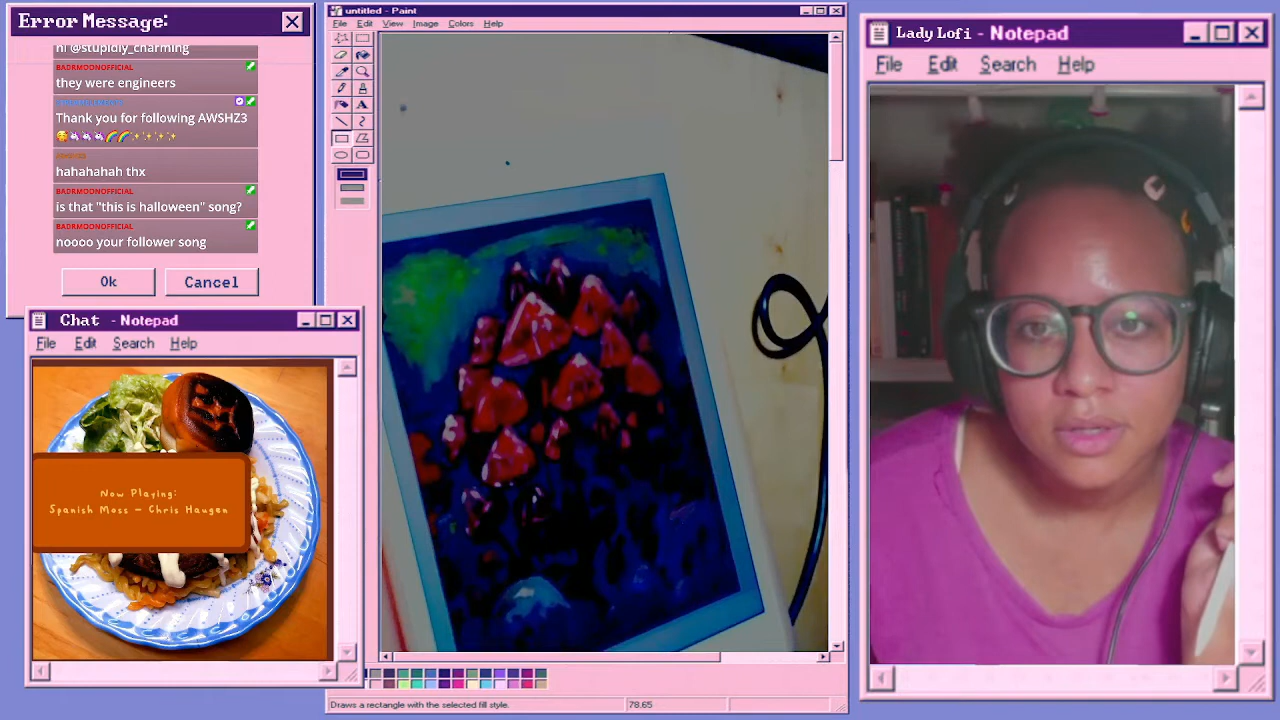 Error Message:
hi @stupidly_charming
BADRMOONOFFICIAL
they were engineers
Thank you for following AWSHZ3
hahahahah thx
BADRMOONOFFICIAL
is that "this is halloween" song?
BADRMOONOFFICIAL
noooo your follower song
Ok
Cancel
Chat - Notepad
File Edit Search Help
Now Playing:
Spanish Moss - Chris Haugen
untitled - Paint
File Edit View Image Colors Help
A
Draws a rectangle with the selected fill style.
78,65
Lady Lofi - Notepad
File Edit Search Help